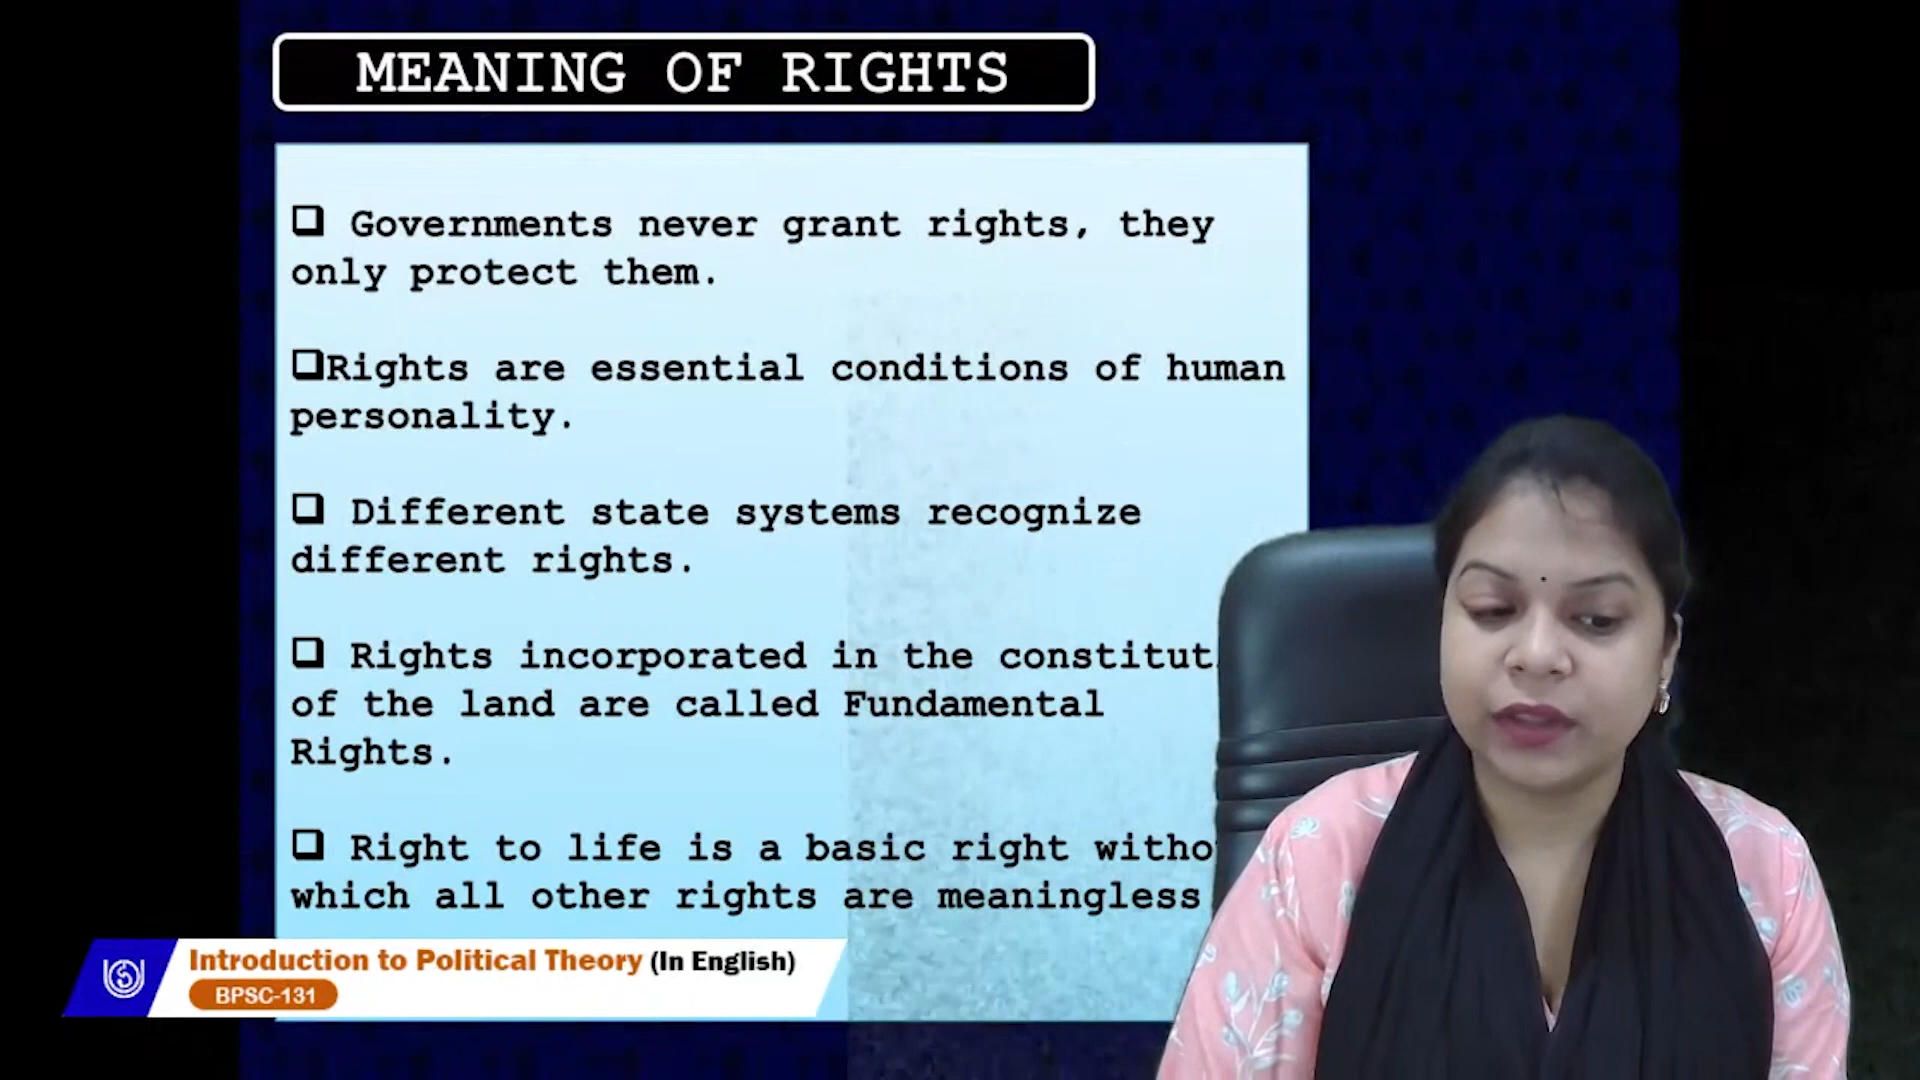 MEANING OF RIGHTS
❑ Governments never grant rights, they
only protect them.
❑Rights are essential conditions of human
personality.
❑ Different state systems recognize
different rights.
❑ Rights incorporated in the
of the land are called Fundamental
Rights.
❑ Right to life is a basic right
which all other rights are meaningless
Introduction to Political Theory (In English)
BPSC-131